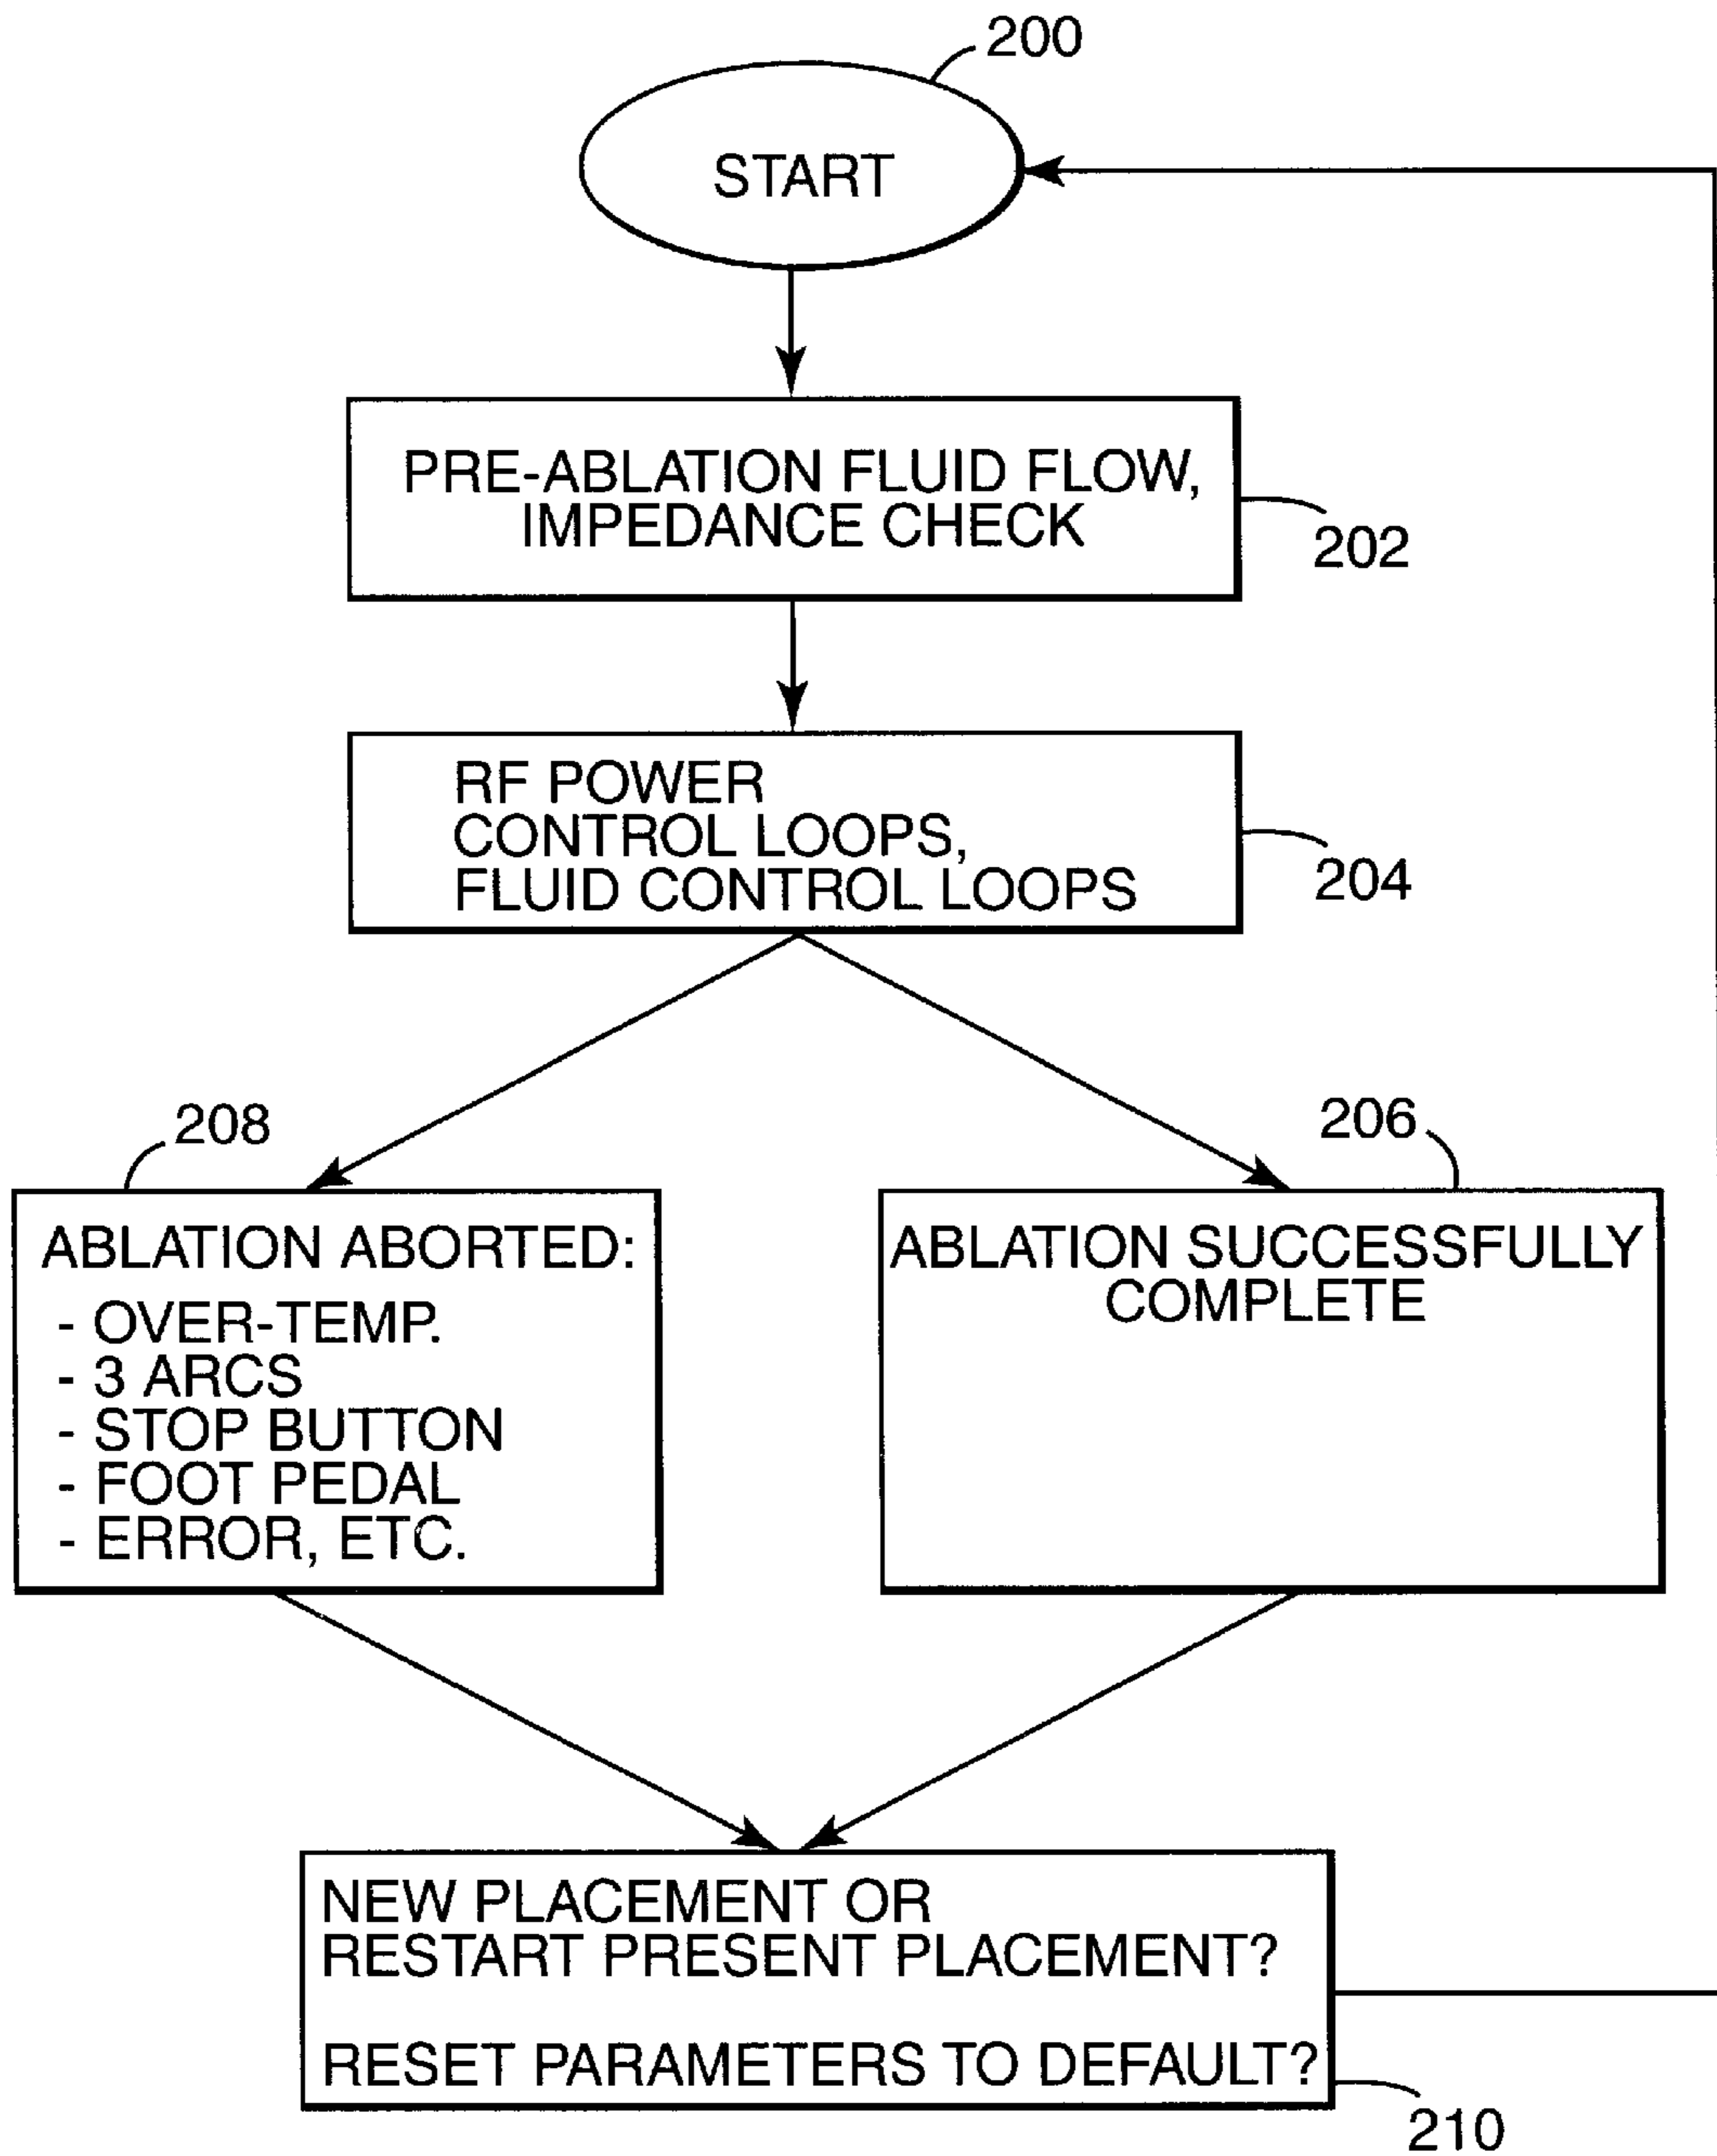 200
START
PRE-ABLATION FLUID FLOW,
IMPEDANCE CHECK
202
RF POWER
CONTROL LOOPS,
FLUID CONTROL LOOPS
204
208
ABLATION ABORTED:
- OVER-TEMP.
- 3 ARCS
- STOP BUTTON
- FOOT PEDAL
- ERROR, ETC.
206
ABLATION SUCCESSFULLY
COMPLETE
NEW PLACEMENT OR
RESTART PRESENT PLACEMENT?
RESET PARAMETERS TO DEFAULT?
210